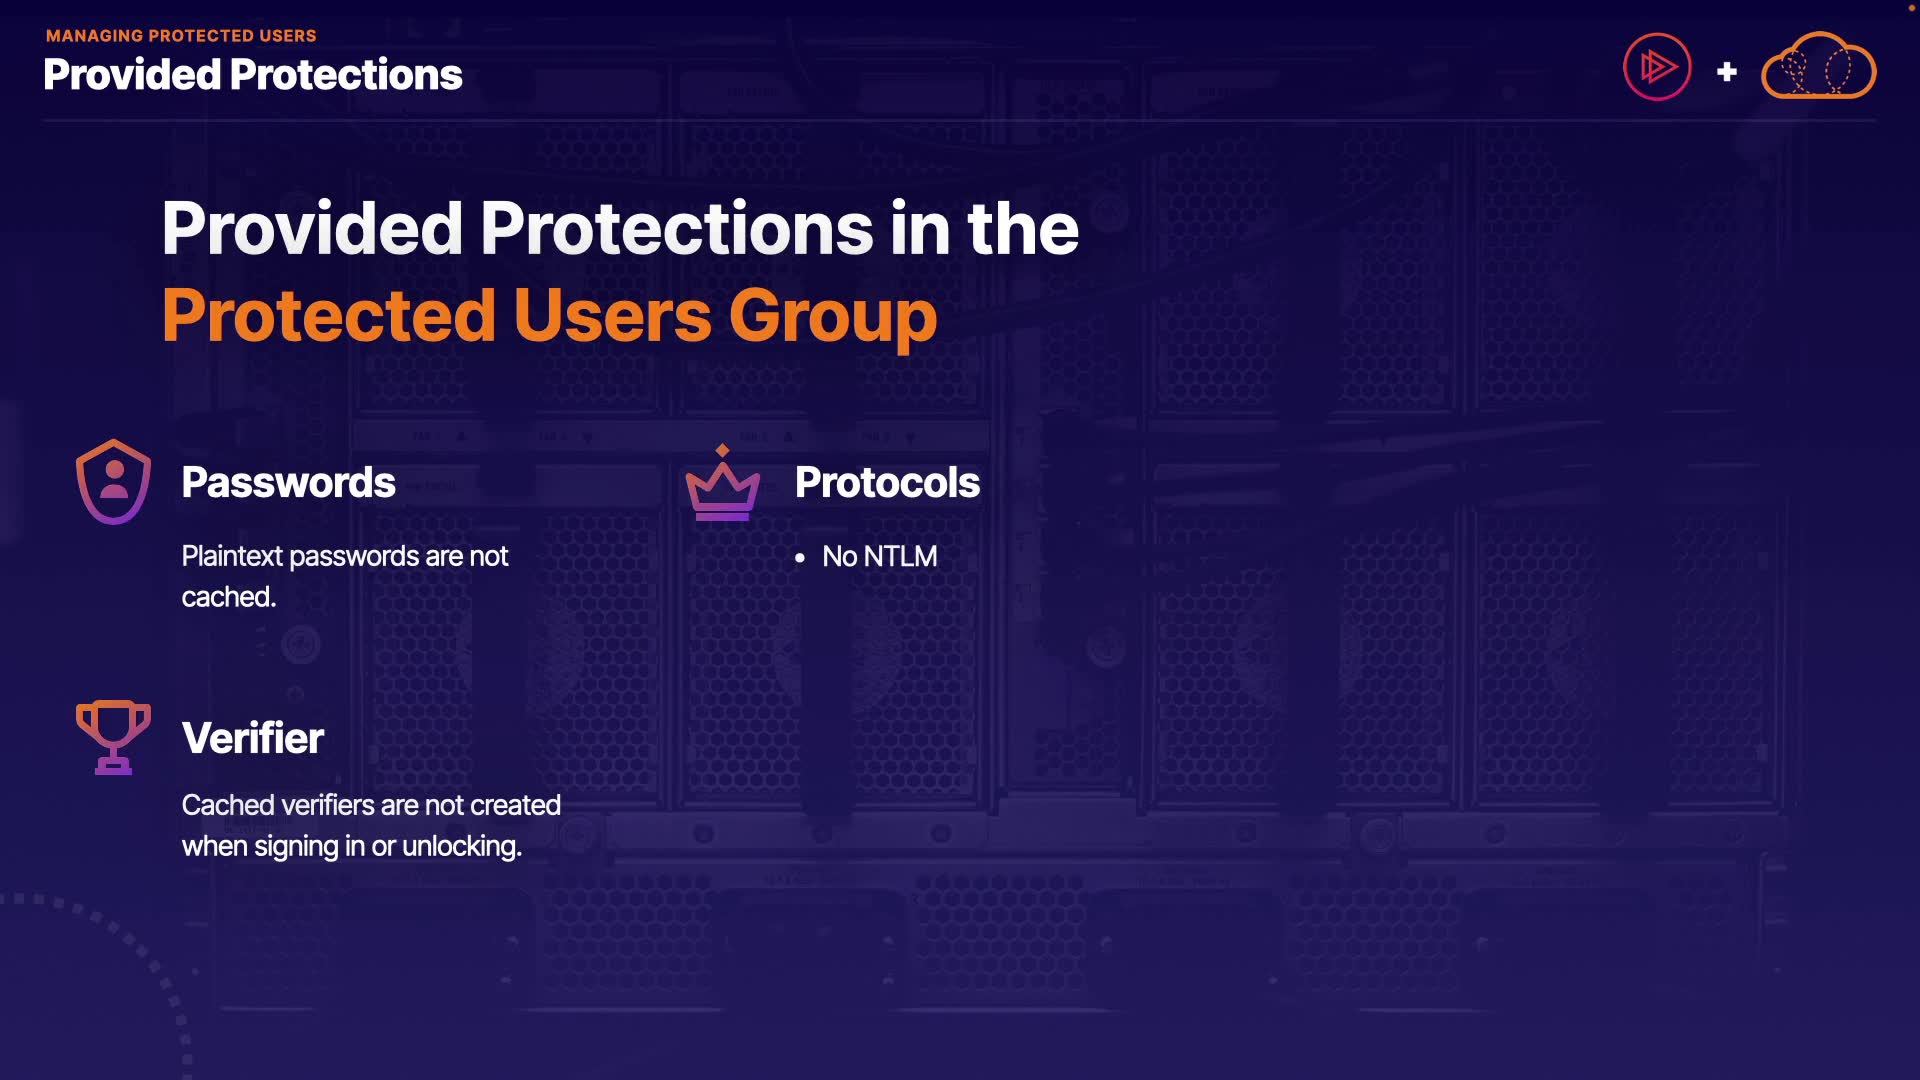 MANAGING PROTECTED USERS
Provided Protections
Provided Protections in the
Protected Users Group
Passwords
Plaintext passwords are not
cached.
Protocols
• No NTLM
Verifier
Cached verifiers are not created
when signing in or unlocking.